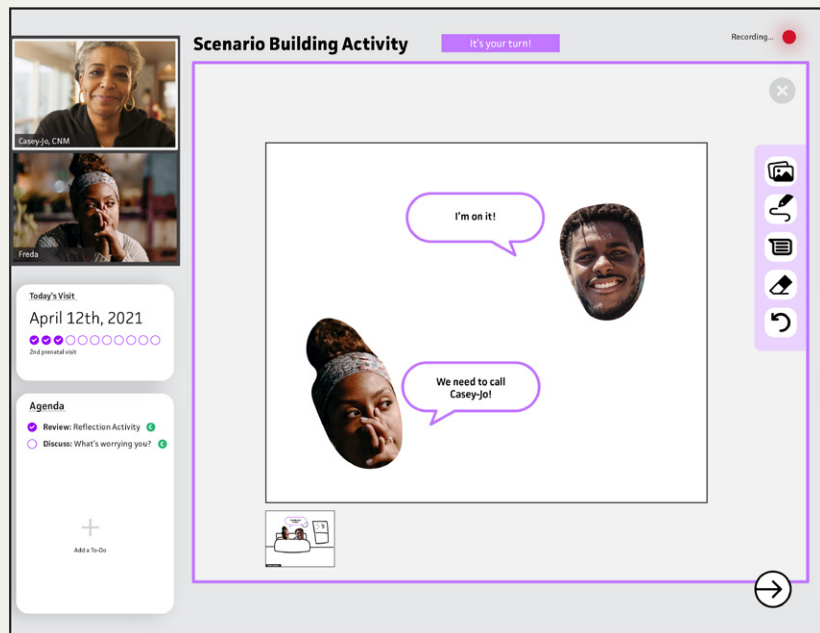 Scenario Building Activity
It's your turn!
Recording...
Casey-Jo, CNM
Freda
Today's Visit
April 12th, 2021
2nd prenatal visit
Agenda
Review: Reflection Activity C
Discuss: What's worrying you? C
Add a To-Do
I'm on it!
We need to call
Casey-Jo!